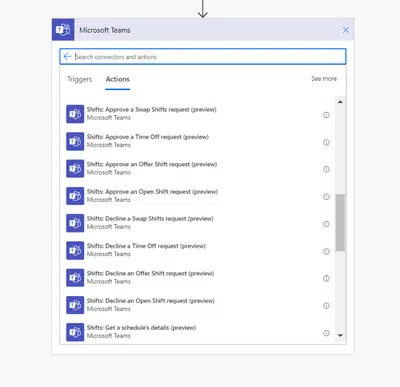 Microsoft Teams
Search connectors and actions
Triggers Actions See more
Shifts: Approve a Swap Shifts request (preview)
Microsoft Teams
Shifts: Approve a Time Off request (preview)
Microsoft Teams
Shifts: Approve an Offer Shift request (preview)
Microsoft Teams
Shifts: Approve an Open Shift request (preview)
Microsoft Teams
Shifts: Decline a Swap Shifts request (preview)
Microsoft Teams
Shifts: Decline a Time Off request (preview)
Microsoft Teams
Shifts: Decline an Offer Shift request (preview)
Microsoft Teams
Shifts: Decline an Open Shift request (preview)
Microsoft Teams
Shifts: Get a schedule's details (preview)
Microsoft Teams